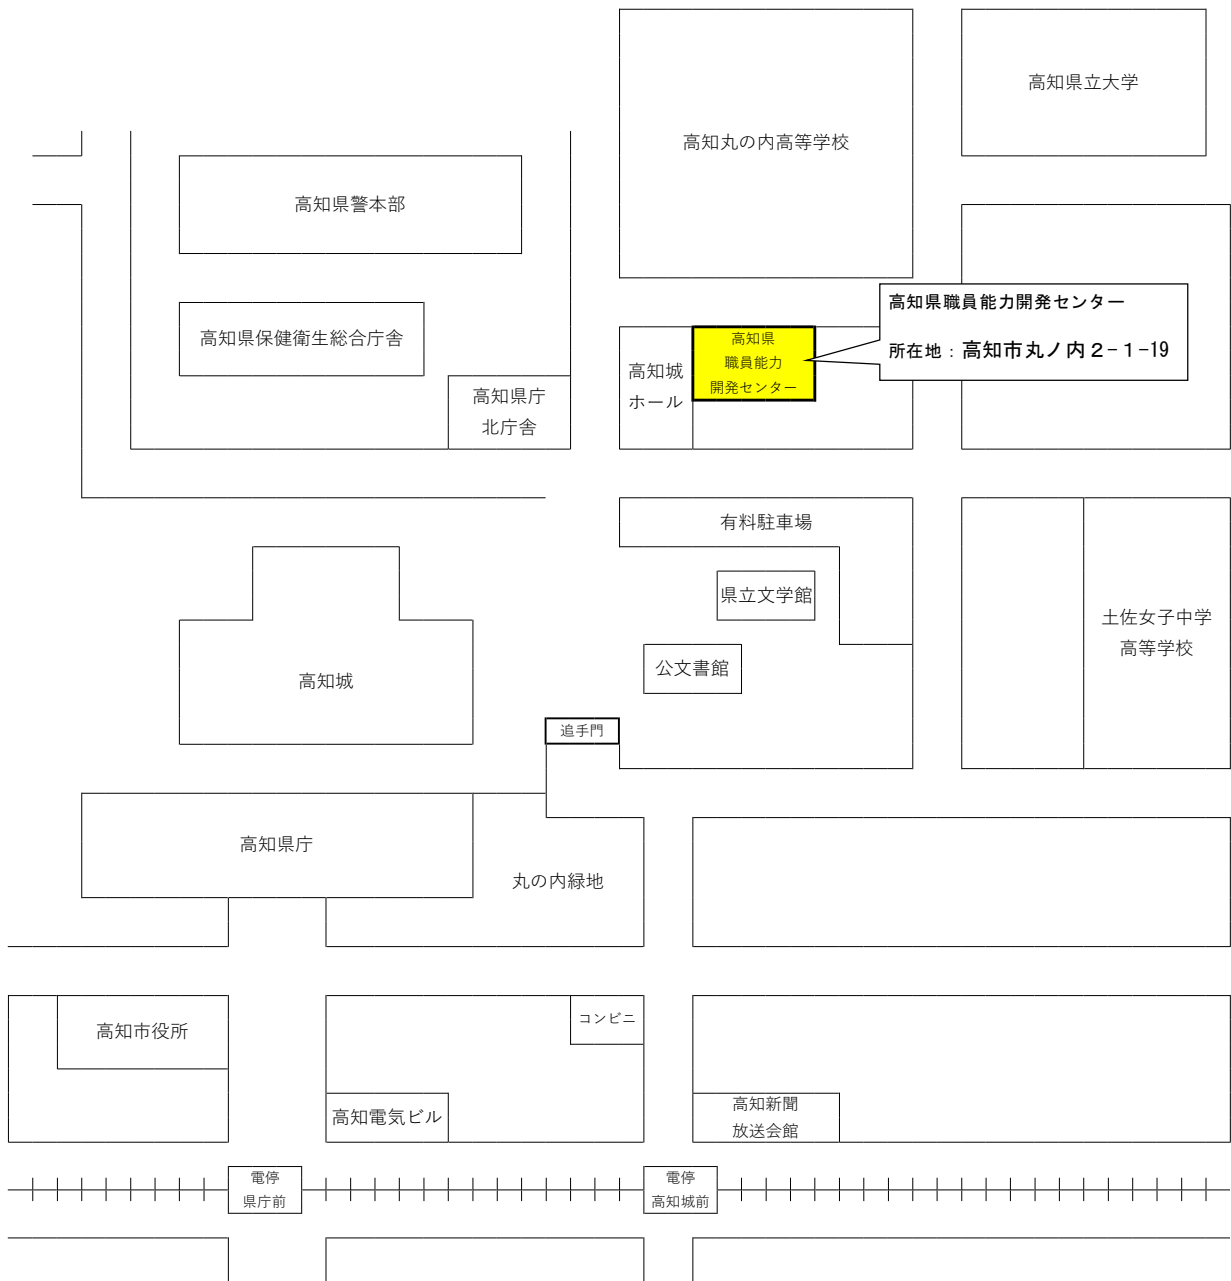 高知県立大学
高知丸の内高等学校
高知県警本部
高知県職員能力開発センター
所在地：高知市丸ノ内２−１−19
高知県保健衛生総合庁舎
高知県
職員能力
開発センター
高知城
ホール
高知県庁
北庁舎
有料駐車場
県立文学館
土佐女子中学
高等学校
公文書館
高知城
追手門
高知県庁
丸の内緑地
高知市役所
コンビニ
高知電気ビル
高知新聞
放送会館
電停
県庁前
電停
高知城前